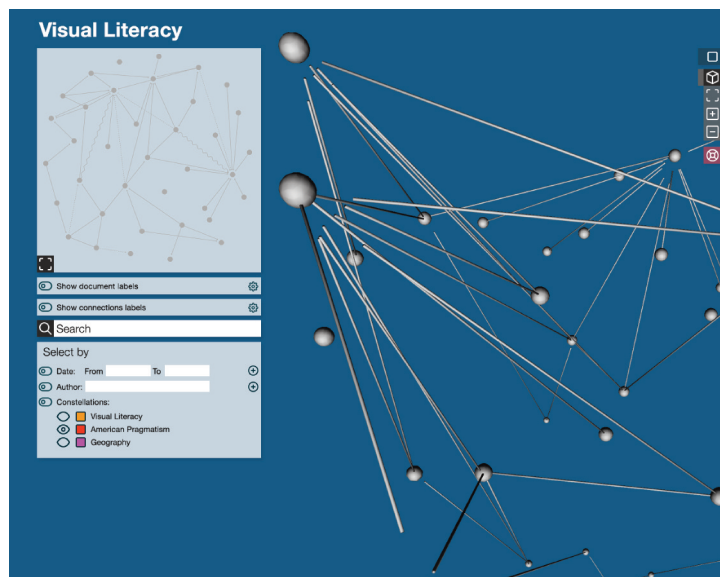 Visual Literacy
Show document labels
Show connections labels
Search
Select by
Date: From To
Author:
Constellations:
Visual Literacy
American Pragmatism
Geography